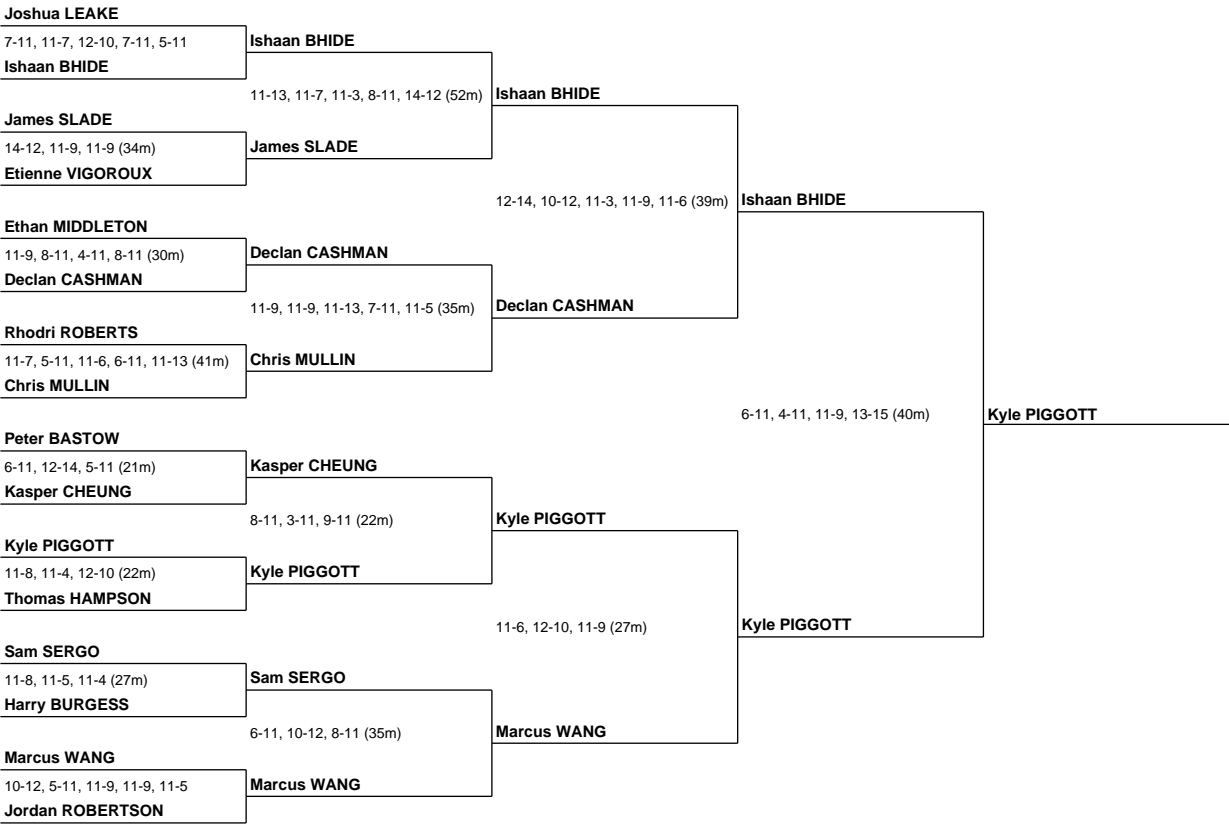 Joshua LEAKE
7-11, 11-7, 12-10, 7-11, 5-11
Ishaan BHIDE
James SLADE
14-12, 11-9, 11-9 (34m)
Etienne VIGOROUX
Ethan MIDDLETON
11-9, 8-11, 4-11, 8-11 (30m)
Declan CASHMAN
Rhodri ROBERTS
11-7, 5-11, 11-6, 6-11, 11-13 (41m)
Chris MULLIN
Peter BASTOW
6-11, 12-14, 5-11 (21m)
Kasper CHEUNG
Kyle PIGGOTT
11-8, 11-4, 12-10 (22m)
Thomas HAMPSON
Sam SERGO
11-8, 11-5, 11-4 (27m)
Harry BURGESS
Marcus WANG
10-12, 5-11, 11-9, 11-9, 11-5
Jordan ROBERTSON
Ishaan BHIDE
11-13, 11-7, 11-3, 8-11, 14-12 (52m)
James SLADE
Declan CASHMAN
11-9, 11-9, 11-13, 7-11, 11-5 (35m)
Chris MULLIN
Kasper CHEUNG
8-11, 3-11, 9-11 (22m)
Kyle PIGGOTT
Sam SERGO
6-11, 10-12, 8-11 (35m)
Marcus WANG
Ishaan BHIDE
12-14, 10-12, 11-3, 11-9, 11-6 (39m)
Declan CASHMAN
Kyle PIGGOTT
11-6, 12-10, 11-9 (27m)
Marcus WANG
Ishaan BHIDE
6-11, 4-11, 11-9, 13-15 (40m)
Kyle PIGGOTT
Kyle PIGGOTT